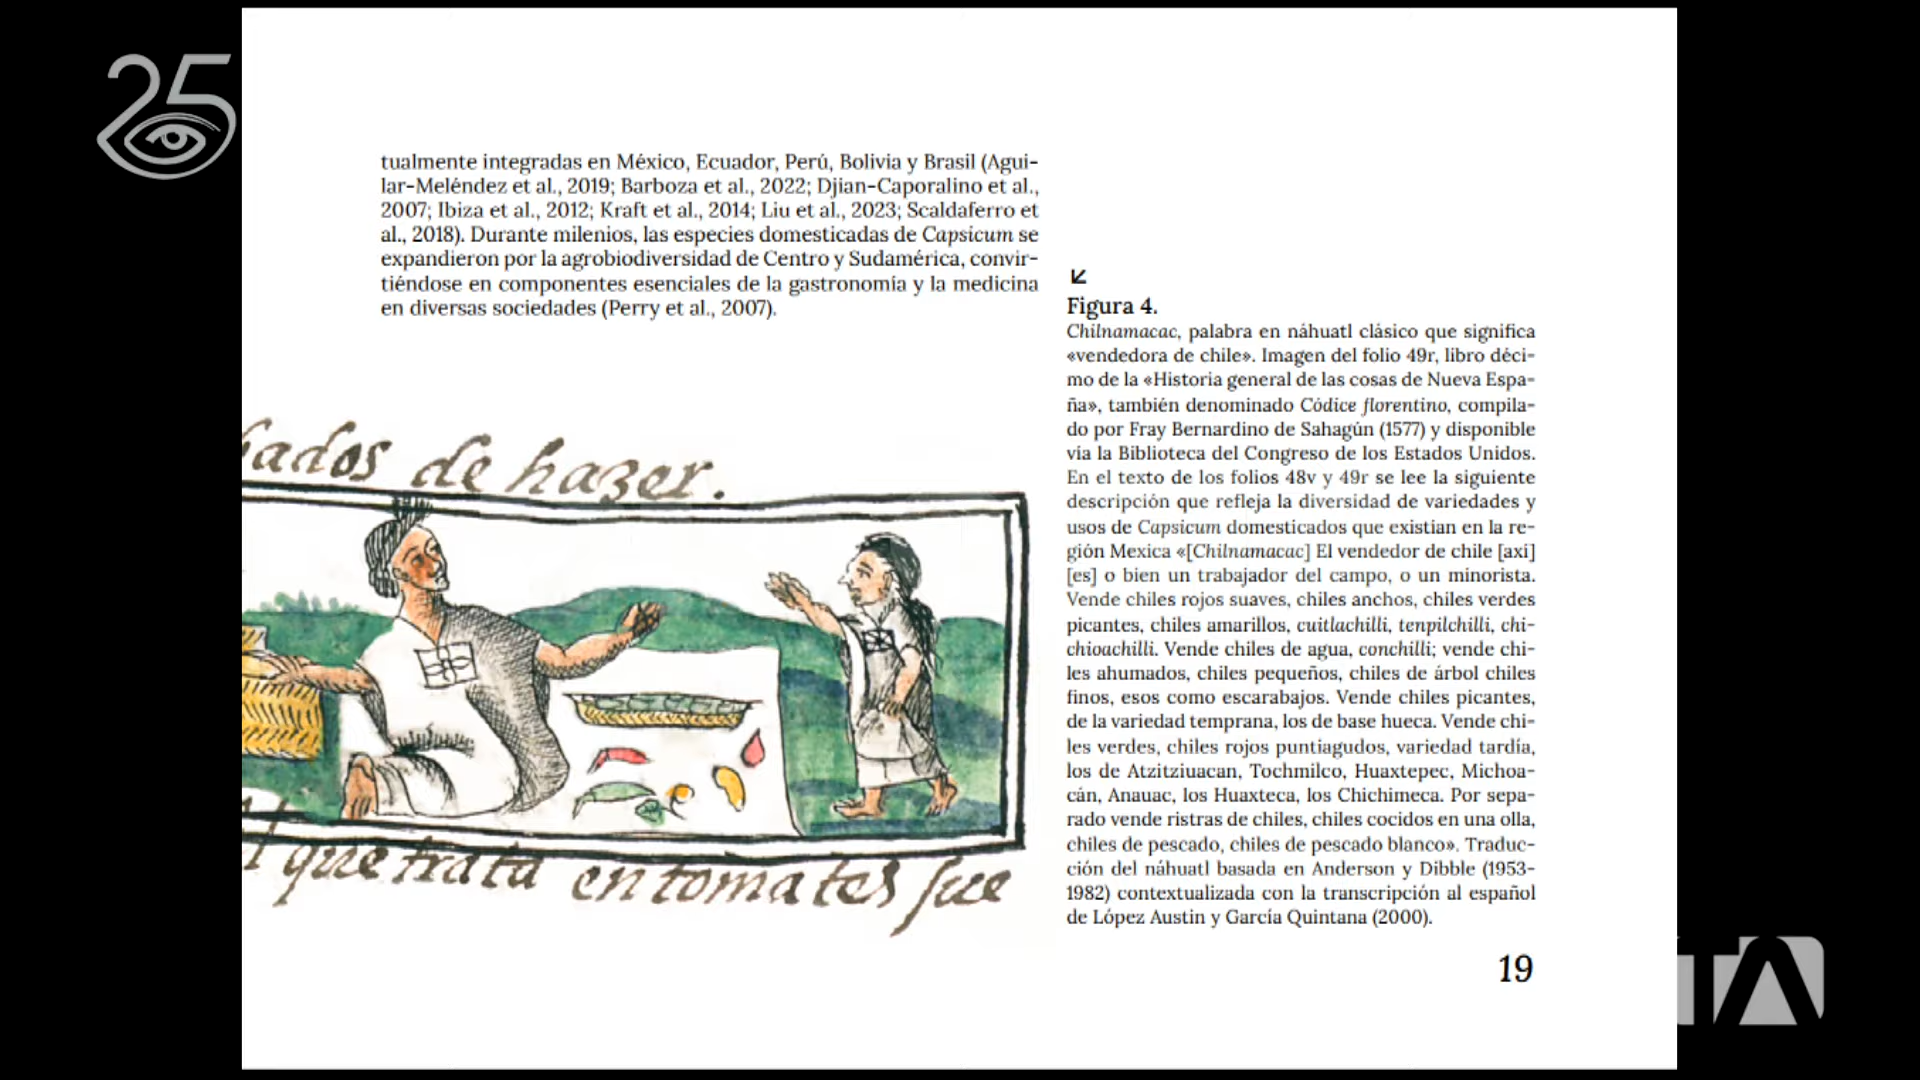 25
tualmente integradas en México, Ecuador, Perú, Bolivia y Brasil (Agui-
lar-Meléndez et al., 2019; Barboza et al., 2022; Djian-Caporalino et al.,
2007; Ibiza et al., 2012; Kraft et al., 2014; Liu et al., 2023; Scaldaferro et
al., 2018). Durante milenios, las especies domesticadas de Capsicum se
expandieron por la agrobiodiversidad de Centro y Sudamérica, convir-
tiéndose en componentes esenciales de la gastronomía y la medicina
en diversas sociedades (Perry et al., 2007).
bados de hazer.
l que trata en tomates sue
Figura 4.
Chilnamacac, palabra en náhuatl clásico que significa
«vendedora de chile». Imagen del folio 49r, libro déci-
mo de la «Historia general de las cosas de Nueva Espa-
ña», también denominado Códice florentino, compila-
do por Fray Bernardino de Sahagún (1577) y disponible
vía la Biblioteca del Congreso de los Estados Unidos.
En el texto de los folios 48v y 49r se lee la siguiente
descripción que refleja la diversidad de variedades y
usos de Capsicum domesticados que existían en la re-
gión Mexica «[Chilnamacac] El vendedor de chile [axí]
[es] o bien un trabajador del campo, o un minorista.
Vende chiles rojos suaves, chiles anchos, chiles verdes
picantes, chiles amarillos, cuitlachilli, tenpilchilli, chi-
chioachilli. Vende chiles de agua, conchilli; vende chi-
les ahumados, chiles pequeños, chiles de árbol chiles
finos, esos como escarabajos. Vende chiles picantes,
de la variedad temprana, los de base hueca. Vende chi-
les verdes, chiles rojos puntiagudos, variedad tardía,
los de Atzitziuacan, Tochmilco, Huaxtepec, Michoa-
cán, Anauac, los Huaxteca, los Chichimeca. Por sepa-
rado vende ristras de chiles, chiles cocidos en una olla,
chiles de pescado, chiles de pescado blanco». Traduc-
ción del náhuatl basada en Anderson y Dibble (1953-
1982) contextualizada con la transcripción al español
de López Austin y García Quintana (2000).
19
TA